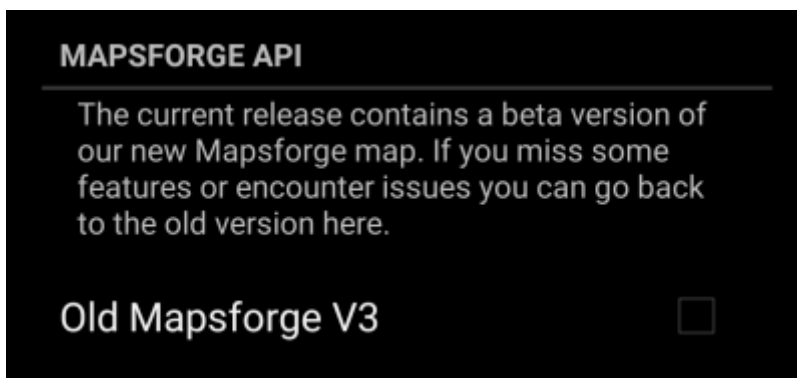 MAPSFORGE API
The current release contains a beta version of
our new Mapsforge map. If you miss some
features or encounter issues you can go back
to the old version here.
Old Mapsforge V3